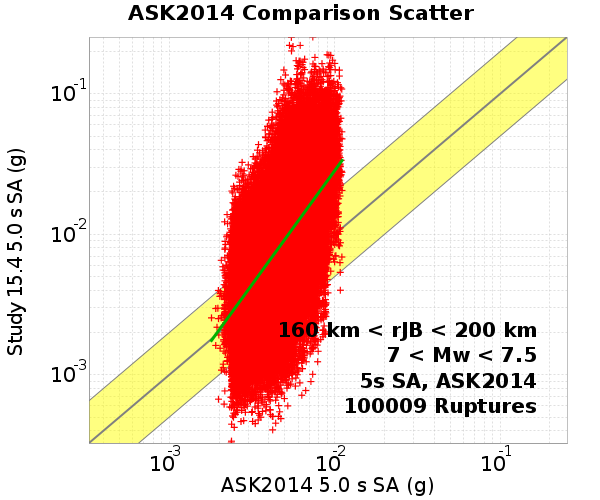 ASK2014 Comparison Scatter
Study 15.4 5.0 s SA (g)
10-1
10-2
10-3
160 km < rJB < 200 km
7 < Mw < 7.5
5s SA, ASK2014
100009 Ruptures
10-3 10-2 10-1
ASK2014 5.0 s SA (g)